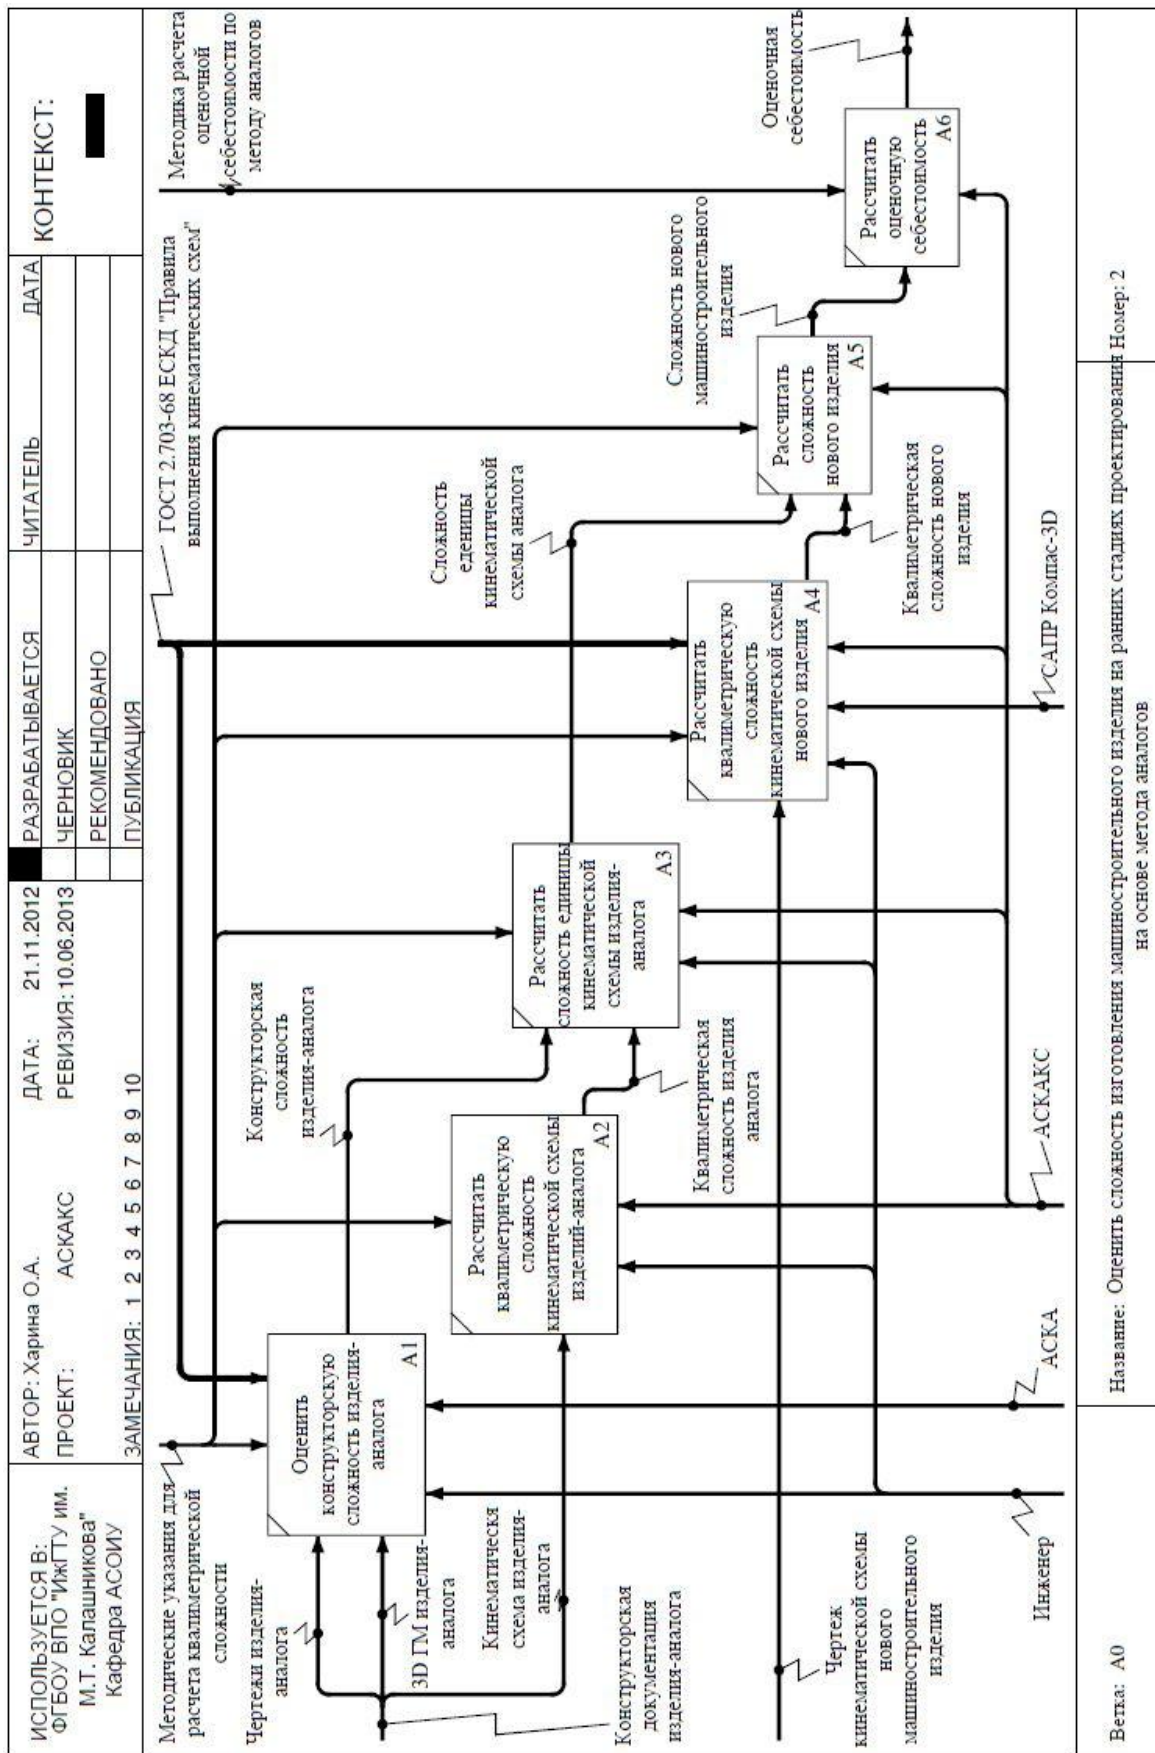 ИСПОЛЬЗУЕТСЯ В:
ФГБОУ ВПО "ИжГТУ им.
М.Т. Калашникова"
Кафедра АСОИУ
АВТОР: Харина О.А.
ПРОЕКТ: АСКАКС
ДАТА: 21.11.2012
РЕВИЗИЯ: 10.06.2013
ЗАМЕЧАНИЯ: 1 2 3 4 5 6 7 8 9 10
РАЗРАБАТЫВАЕТСЯ
ЧЕРНОВИК
РЕКОМЕНДОВАНО
ПУБЛИКАЦИЯ
ЧИТАТЕЛЬ
ДАТА
КОНТЕКСТ:
Методические указания для
расчета квалиметрической
сложности
ГОСТ 2.703-68 ЕСКД "Правила
выполнения кинематических схем"
Методика расчета
оценочной
себестоимости по
методу аналогов
Чертежи изделия-
аналога
3D ГМ изделия-
аналога
Кинематическя
схема изделия-
аналога
Конструкторская
документация
изделия-аналога
Чертеж
кинематической схемы
нового
машиностроительного
изделия
Оценить
конструкторскую
сложность изделия-
аналога
A1
Конструкторская
сложность
изделия-аналога
Рассчитать
квалиметрическую
сложность
кинематической схемы
изделий-аналога
A2
Квалиметрическая
сложность изделия
аналога
Рассчитать
сложность единицы
кинематической
схемы изделия-
аналога
A3
Сложность
еденицы
кинематической
схемы аналога
Рассчитать
квалиметрическую
сложность
кинематической схемы
нового изделия
A4
Квалиметрическая
сложность нового
изделия
Рассчитать
сложность
нового изделия
A5
Сложность нового
машиностроительного
изделия
Рассчитать
оценочную
себестоимость
A6
Оценочная
себестоимость
Инженер
АСКА
АСКАКС
САПР Компас-3D
Ветка: A0
Название: Оценить сложность изготовления машиностроительного изделия на ранних стадиях проектирования
на основе метода аналогов
Номер: 2